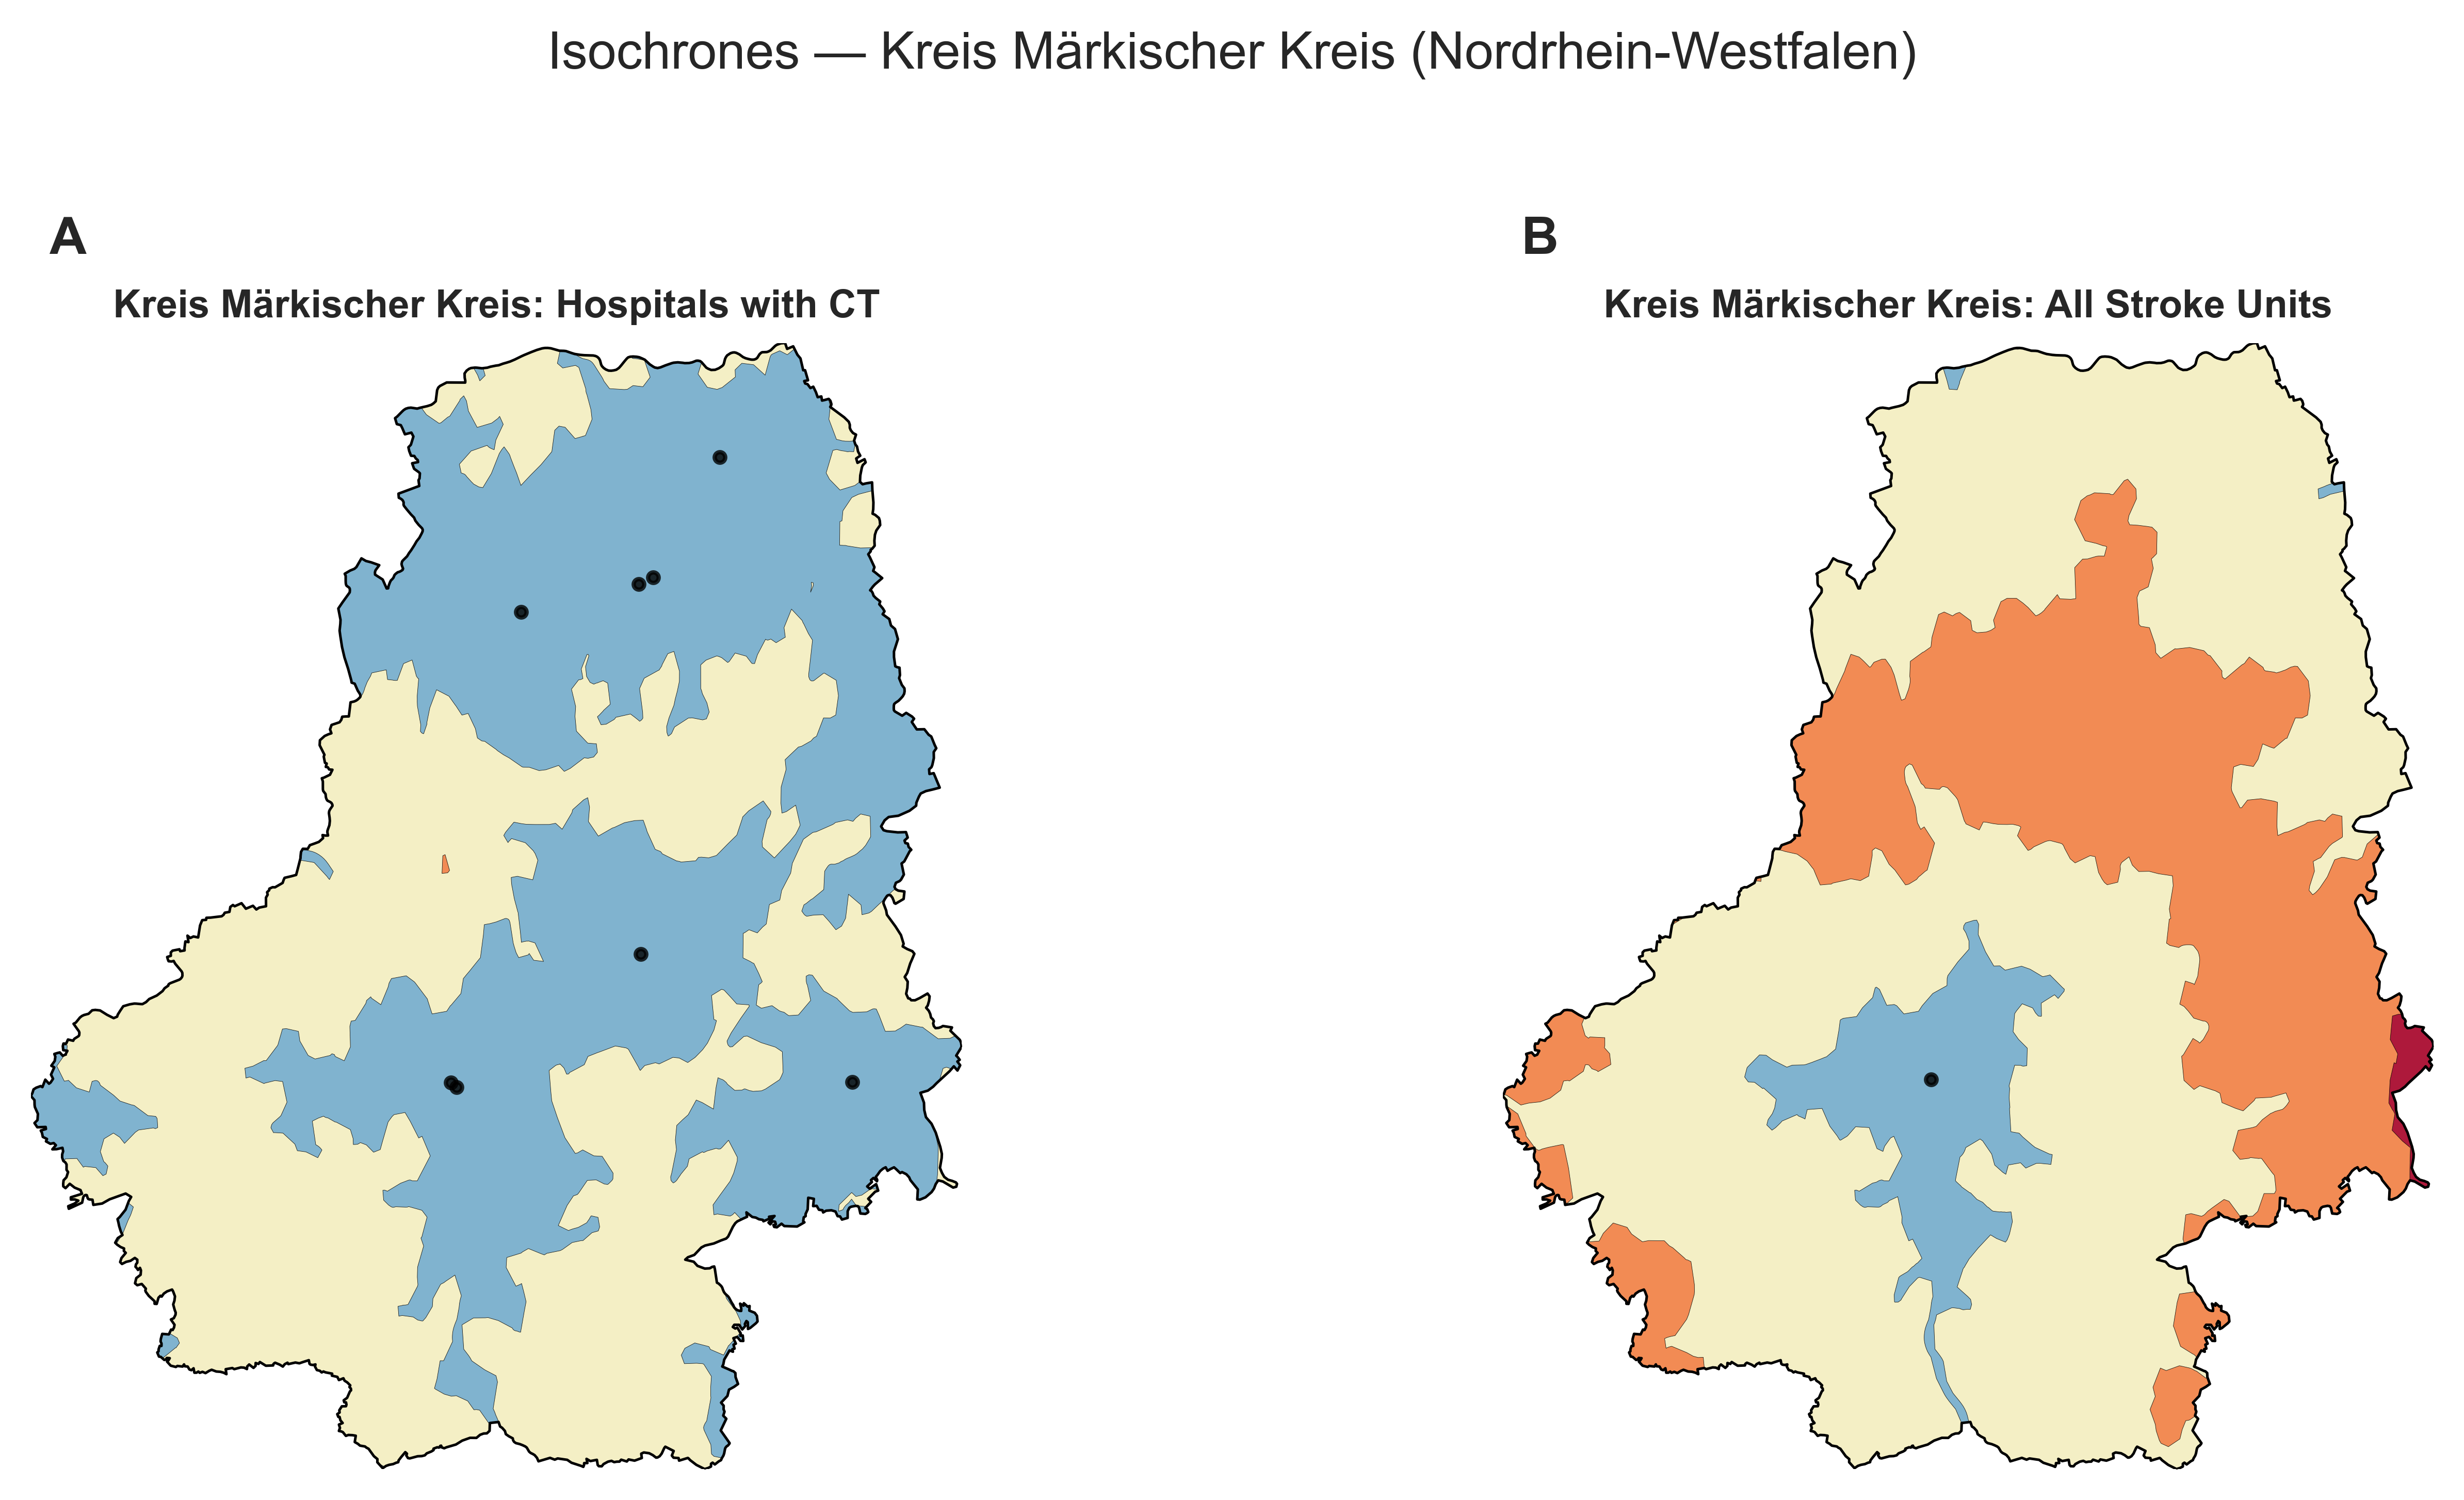 Isochrones — Kreis Märkischer Kreis (Nordrhein-Westfalen)
A
Kreis Märkischer Kreis: Hospitals with CT
B
Kreis Märkischer Kreis: All Stroke Units